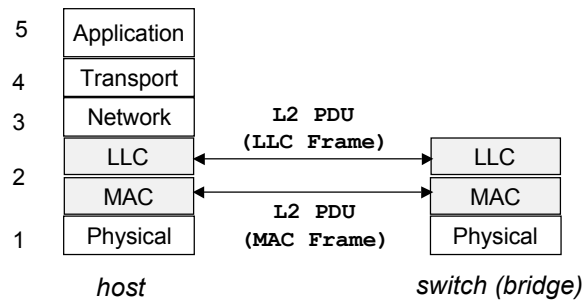 5 Application
4 Transport
3 Network
L2 PDU
(LLC Frame)
LLC LLC
2
MAC MAC
L2 PDU
(MAC Frame)
1 Physical Physical
host switch (bridge)